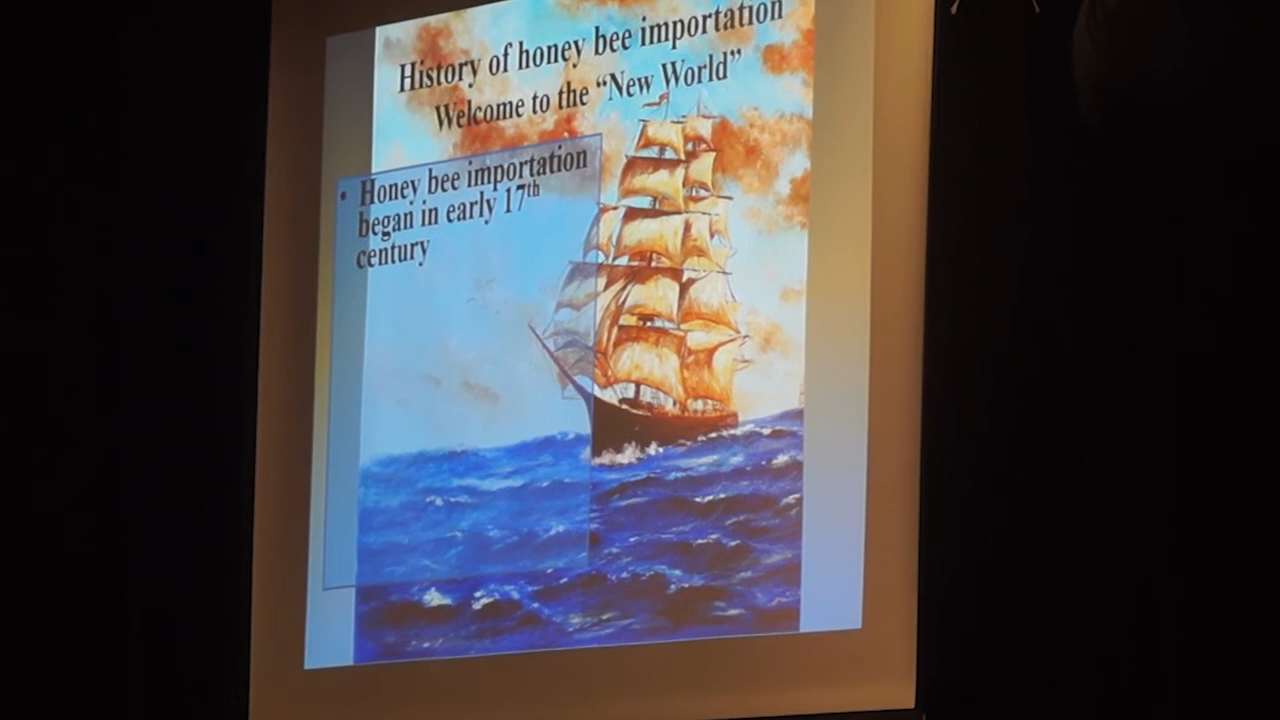 History of honey bee importation
Welcome to the “New World”
• Honey bee importation
began in early 17th
century